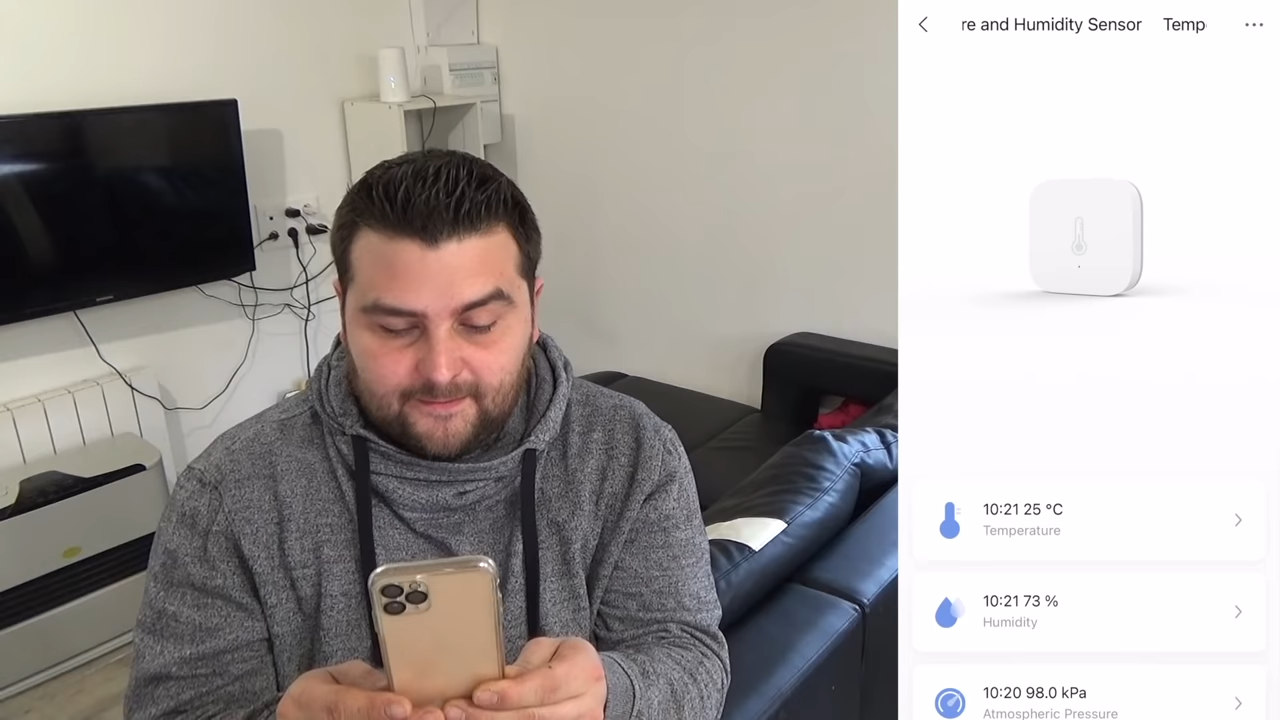 re and Humidity Sensor Temp
10:21 25 °C
Temperature
10:21 73 %
Humidity
10:20 98.0 kPa
Atmospheric Pressure